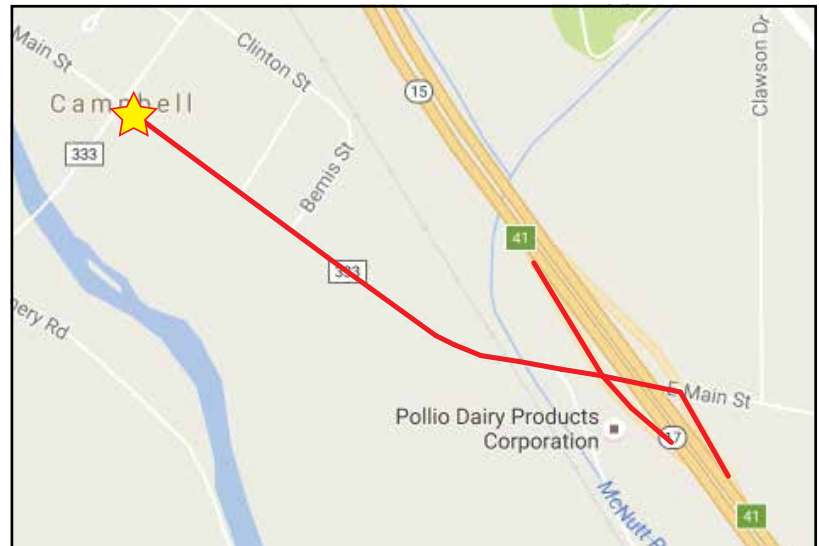 Main St
Clinton St
Clawson Dr
15
Campbell
333
Bemis St
41
333
nery Rd
E Main St
Pollio Dairy Products
Corporation
17
McNutt R
41